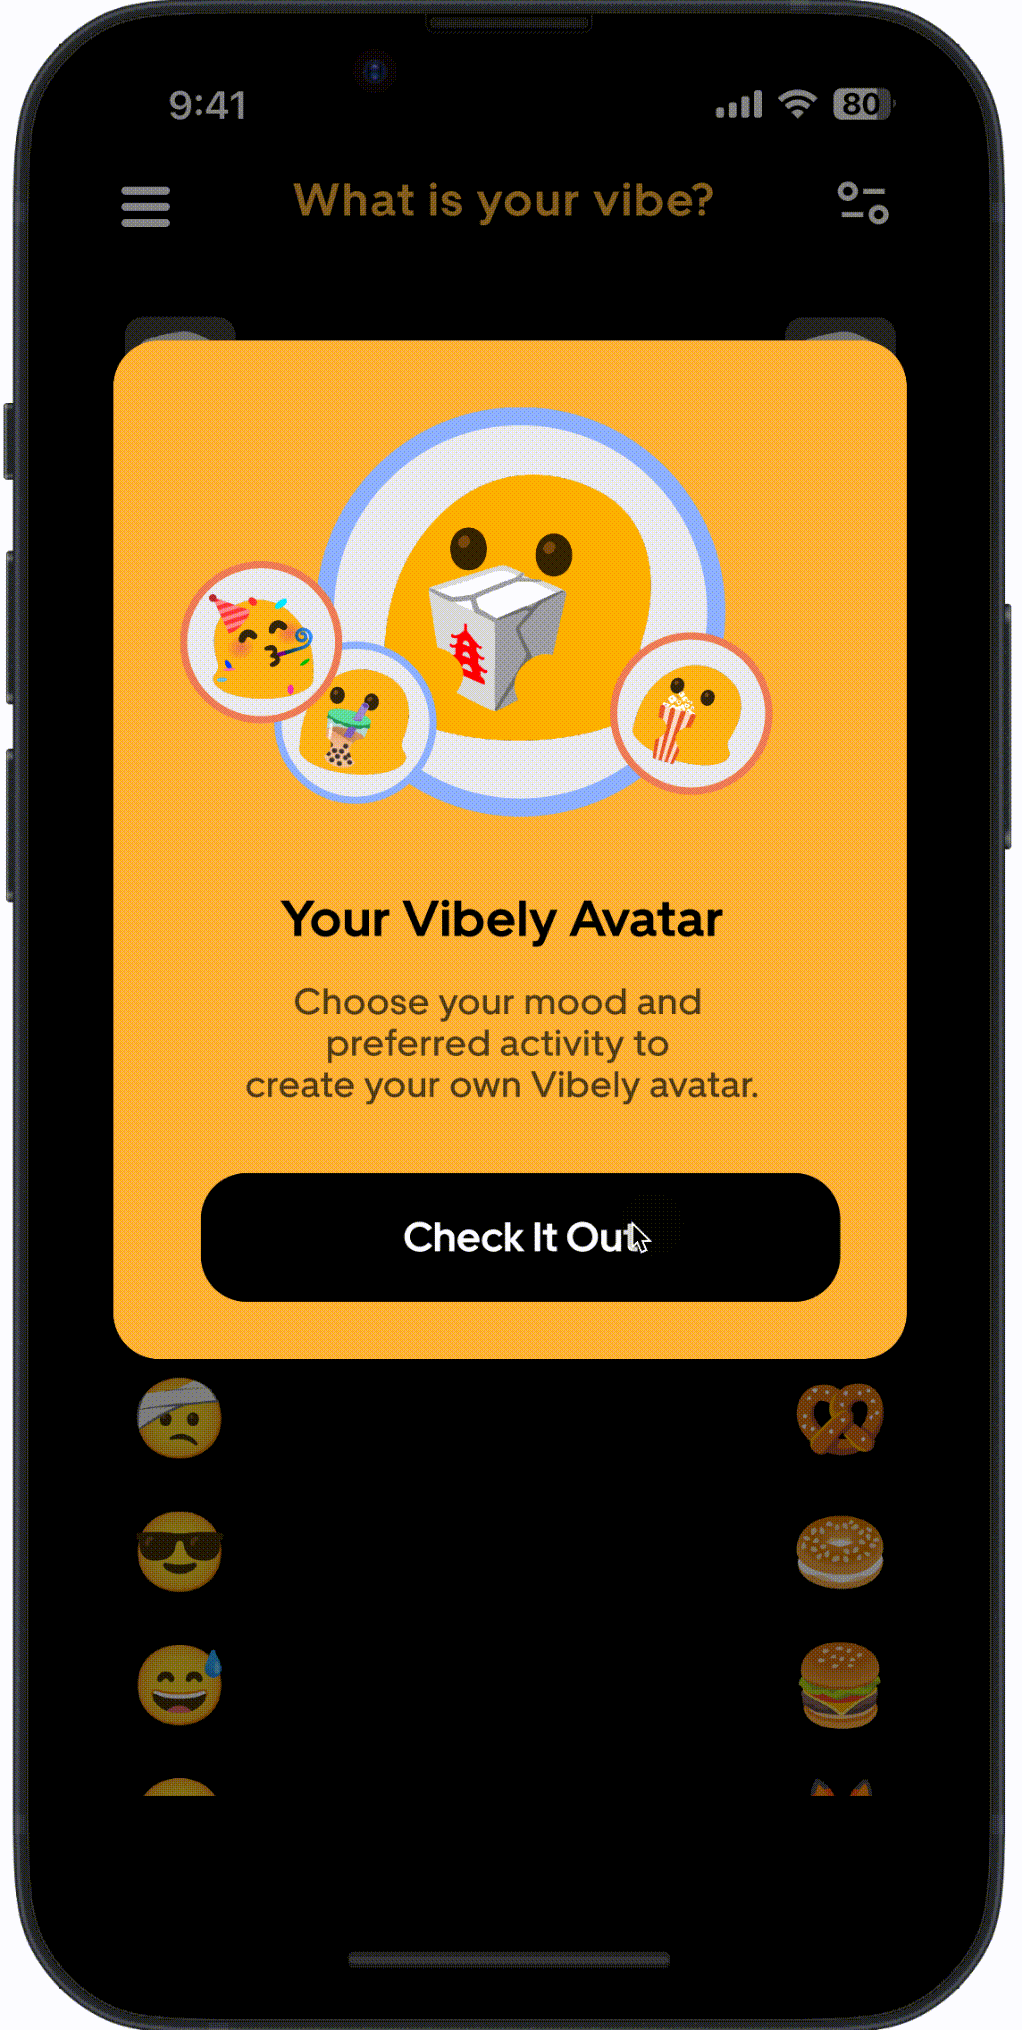 9:41
80
What is your vibe?
Your Vibely Avatar
Choose your mood and
preferred activity to
create your own Vibely avatar.
Check It Out